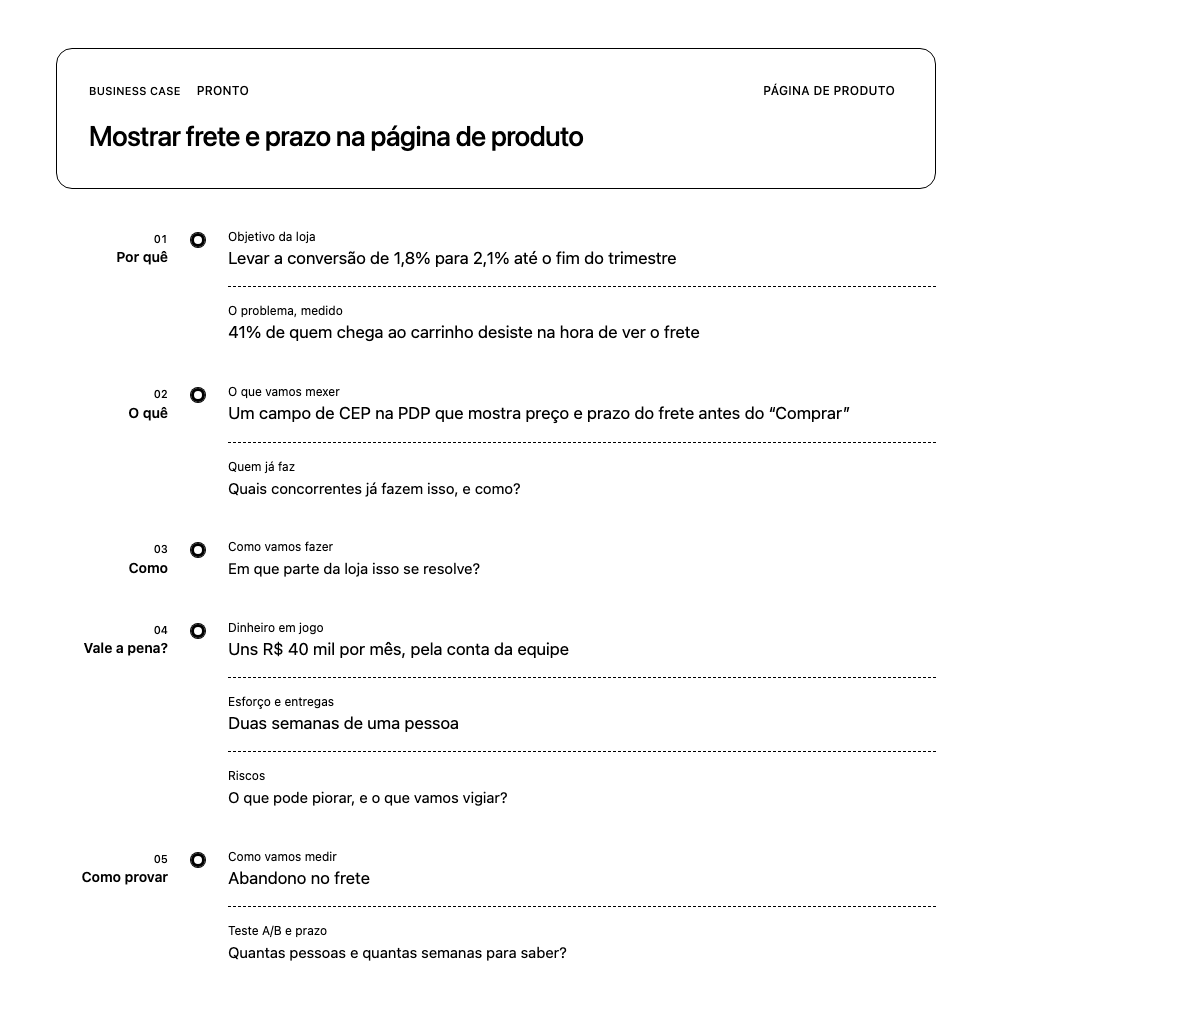 BUSINESS CASE PRONTO PÁGINA DE PRODUTO
Mostrar frete e prazo na página de produto
01
Por quê
Objetivo da loja
Levar a conversão de 1,8% para 2,1% até o fim do trimestre
O problema, medido
41% de quem chega ao carrinho desiste na hora de ver o frete
02
O quê
O que vamos mexer
Um campo de CEP na PDP que mostra preço e prazo do frete antes do “Comprar”
Quem já faz
Quais concorrentes já fazem isso, e como?
03
Como
Como vamos fazer
Em que parte da loja isso se resolve?
04
Vale a pena?
Dinheiro em jogo
Uns R$ 40 mil por mês, pela conta da equipe
Esforço e entregas
Duas semanas de uma pessoa
Riscos
O que pode piorar, e o que vamos vigiar?
05
Como provar
Como vamos medir
Abandono no frete
Teste A/B e prazo
Quantas pessoas e quantas semanas para saber?